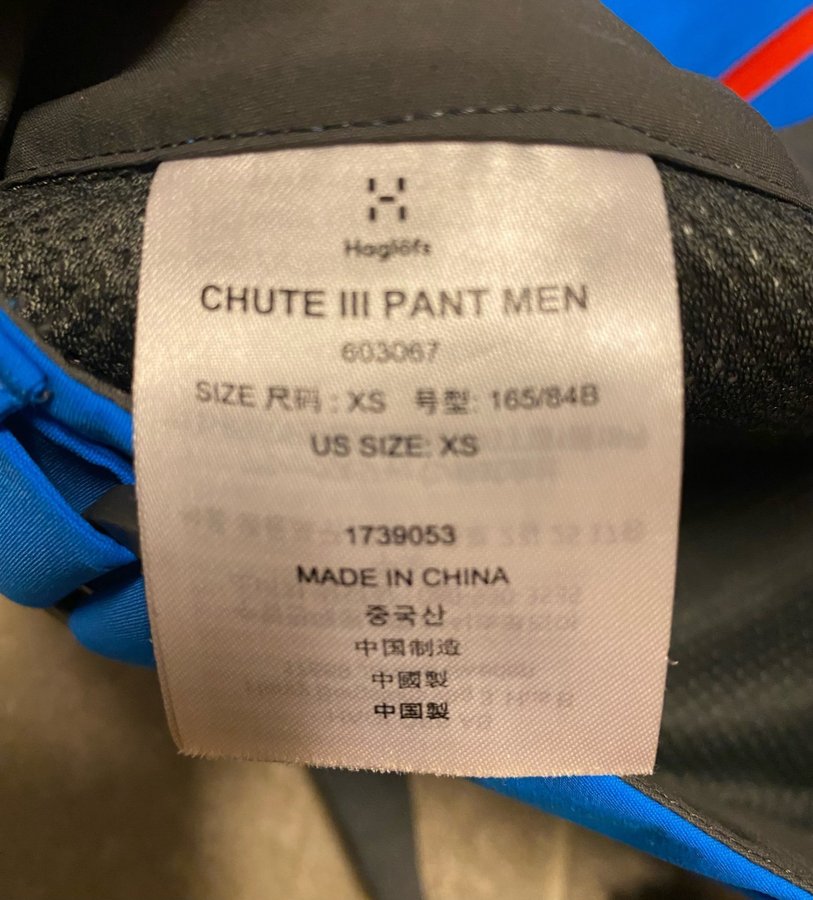 Haglöfs
CHUTE III PANT MEN
603067
SIZE 尺码 : XS 号型: 165/84B
US SIZE: XS
1739053
MADE IN CHINA
중국산
中国制造
中國製
中国製